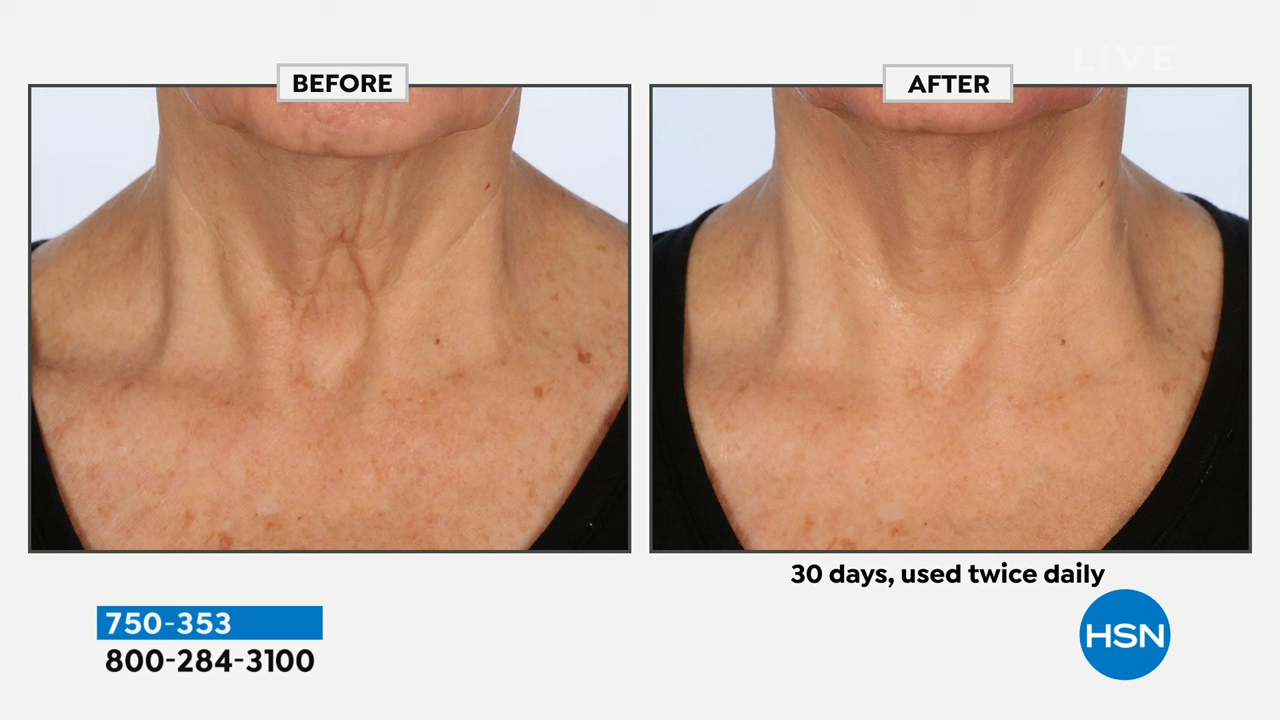 LIVE
BEFORE
AFTER
30 days, used twice daily
750-353
800-284-3100
HSN